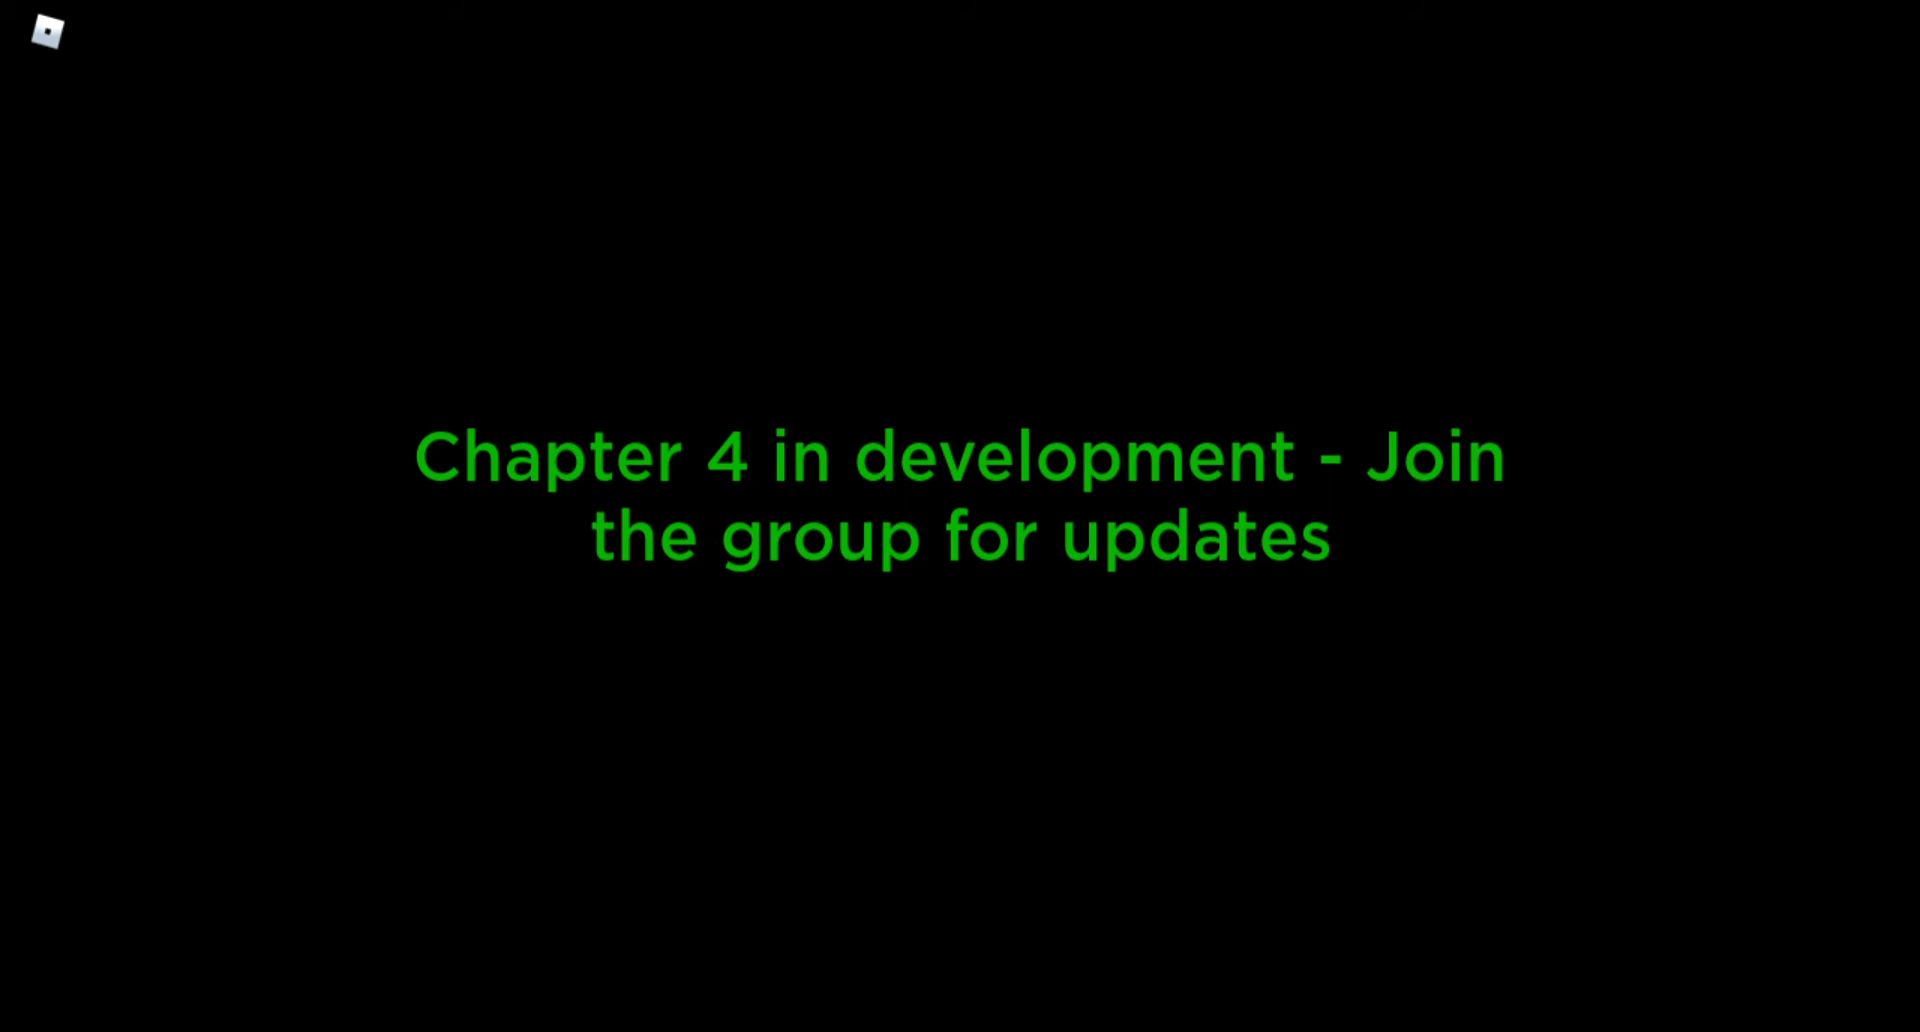 Chapter 4 in development - Join
the group for updates